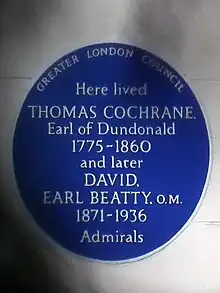 GREATER LONDON COUNCIL
Here lived
THOMAS COCHRANE,
Earl of Dundonald
1775-1860
and later
DAVID,
EARL BEATTY, O.M.
1871-1936
Admirals